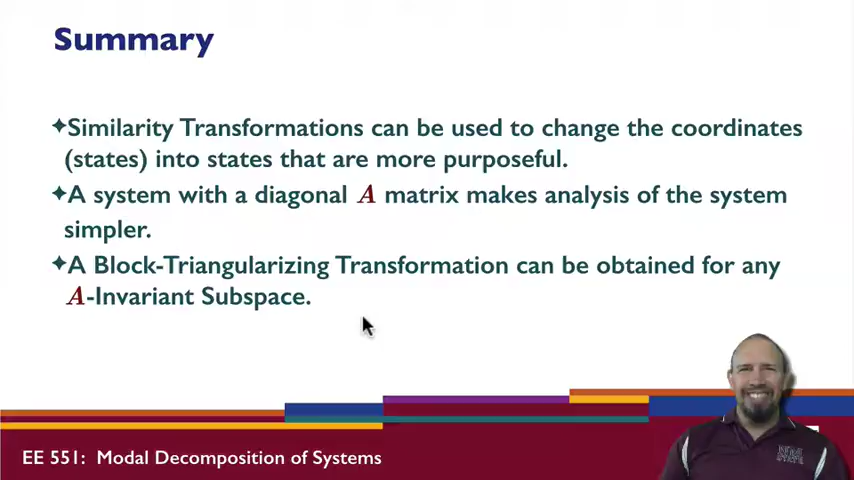 Summary
✦Similarity Transformations can be used to change the coordinates
(states) into states that are more purposeful.
✦A system with a diagonal A matrix makes analysis of the system
simpler.
✦A Block-Triangularizing Transformation can be obtained for any
A-Invariant Subspace.
EE 551: Modal Decomposition of Systems